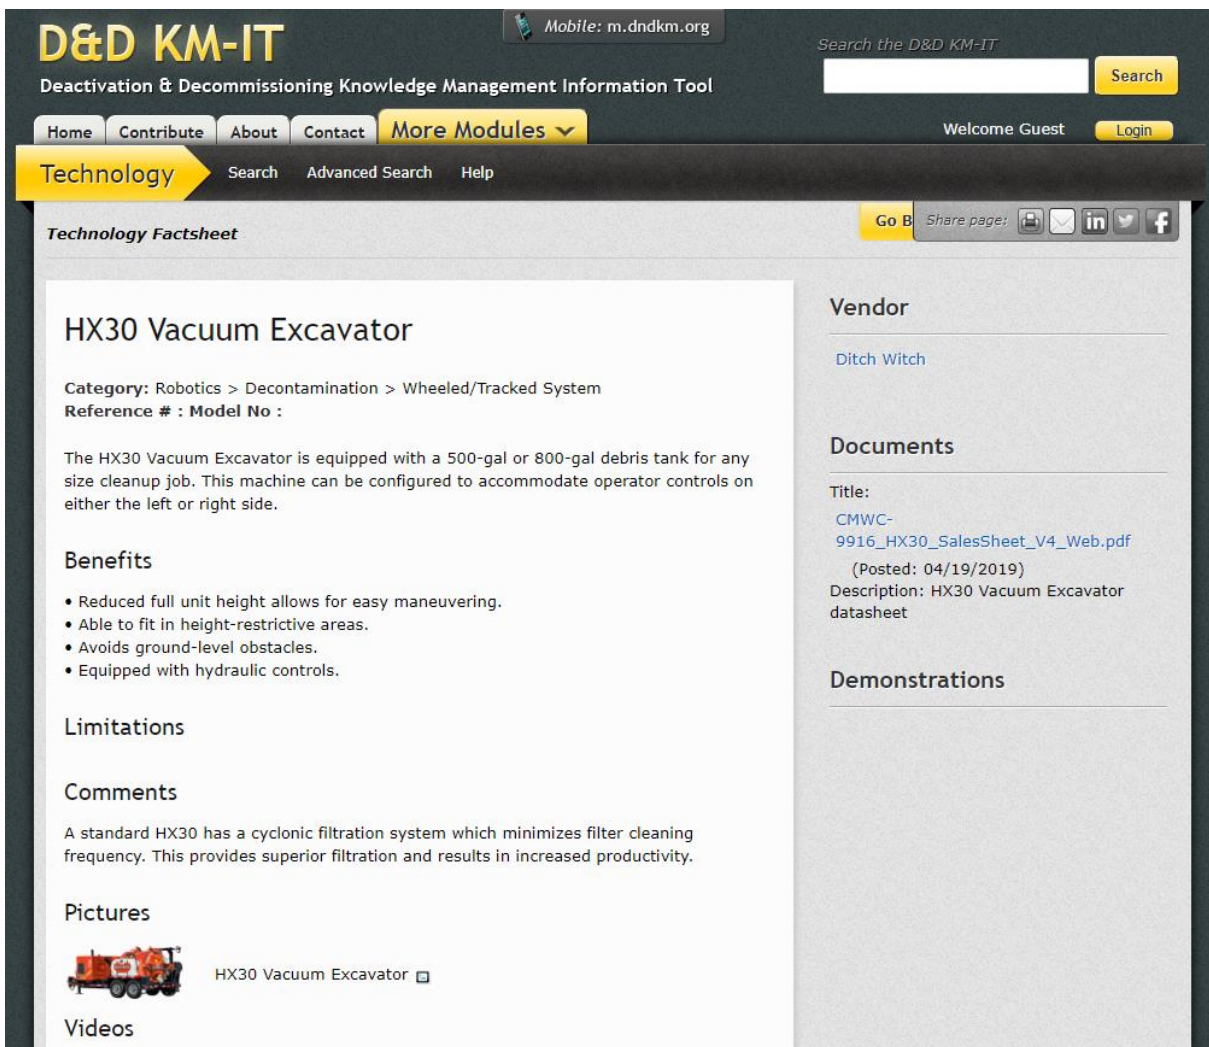 D&D KM-IT
Mobile: m.dndkm.org
Deactivation & Decommissioning Knowledge Management Information Tool
Search the D&D KM-IT
Search
Home Contribute About Contact More Modules
Welcome Guest Login
Technology Search Advanced Search Help
Technology Factsheet
Go B
Share page:
HX30 Vacuum Excavator
Category: Robotics > Decontamination > Wheeled/Tracked System
Reference # : Model No :
The HX30 Vacuum Excavator is equipped with a 500-gal or 800-gal debris tank for any
size cleanup job. This machine can be configured to accommodate operator controls on
either the left or right side.
Benefits
• Reduced full unit height allows for easy maneuvering.
• Able to fit in height-restrictive areas.
• Avoids ground-level obstacles.
• Equipped with hydraulic controls.
Limitations
Comments
A standard HX30 has a cyclonic filtration system which minimizes filter cleaning
frequency. This provides superior filtration and results in increased productivity.
Pictures
HX30 Vacuum Excavator
Videos
Vendor
Ditch Witch
Documents
Title:
CMWC-
9916_HX30_SalesSheet_V4_Web.pdf
(Posted: 04/19/2019)
Description: HX30 Vacuum Excavator
datasheet
Demonstrations